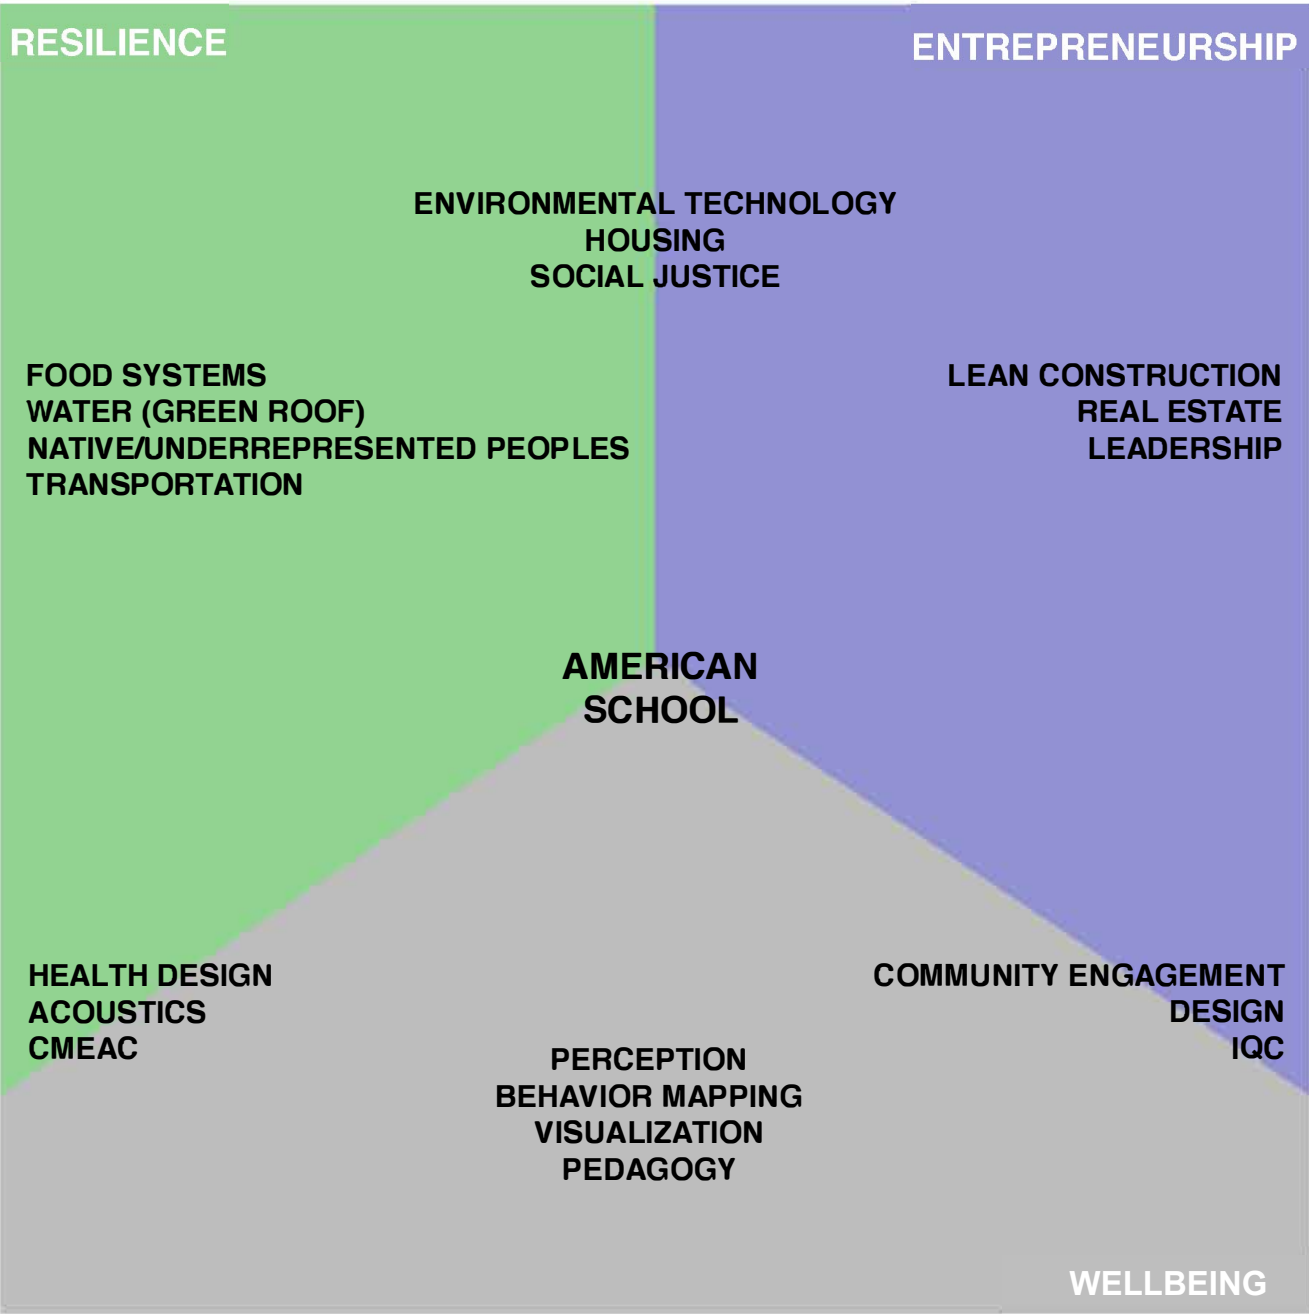 RESILIENCE
ENTREPRENEURSHIP
ENVIRONMENTAL TECHNOLOGY
HOUSING
SOCIAL JUSTICE
FOOD SYSTEMS
WATER (GREEN ROOF)
NATIVE/UNDERREPRESENTED PEOPLES
TRANSPORTATION
LEAN CONSTRUCTION
REAL ESTATE
LEADERSHIP
AMERICAN
SCHOOL
HEALTH DESIGN
ACOUSTICS
CMEAC
COMMUNITY ENGAGEMENT
DESIGN
IQC
PERCEPTION
BEHAVIOR MAPPING
VISUALIZATION
PEDAGOGY
WELLBEING